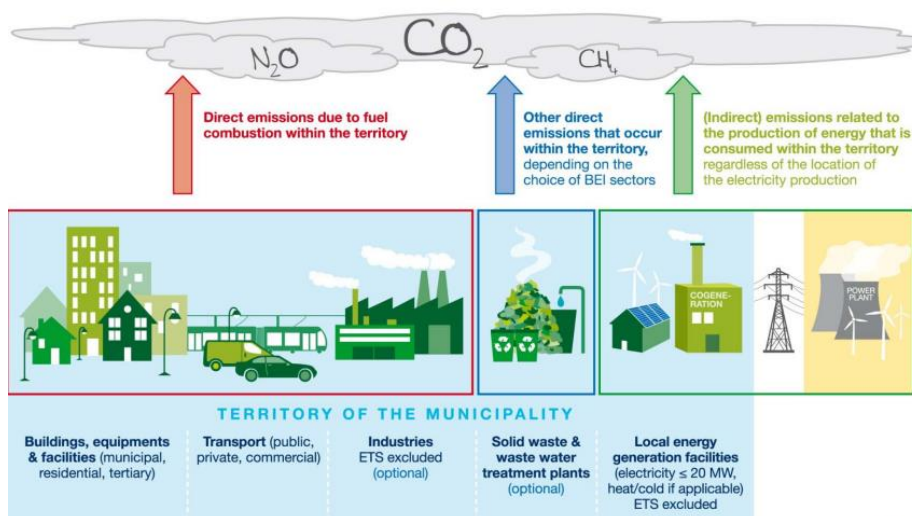 N₂O
CO₂
CH₄
Direct emissions due to fuel
combustion within the territory
Other direct
emissions that occur
within the territory,
depending on the
choice of BEI sectors
(Indirect) emissions related to
the production of energy that is
consumed within the territory
regardless of the location of
the electricity production
COGENE-
RATION
POWER
PLANT
TERRITORY OF THE MUNICIPALITY
Buildings, equipments
& facilities (municipal,
residential, tertiary)
Transport (public,
private, commercial)
Industries
ETS excluded
(optional)
Solid waste &
waste water
treatment plants
(optional)
Local energy
generation facilities
(electricity ≤ 20 MW,
heat/cold if applicable)
ETS excluded